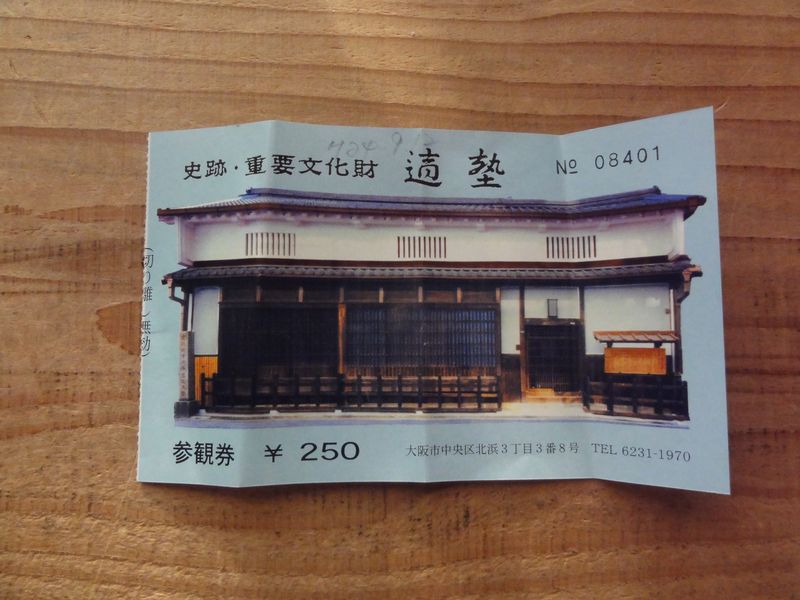 H24 9
史跡・重要文化財 適塾 № 08401
(切り離し無効)
参観券 ¥ 250
大阪市中央区北浜3丁目3番8号 TEL 6231-1970